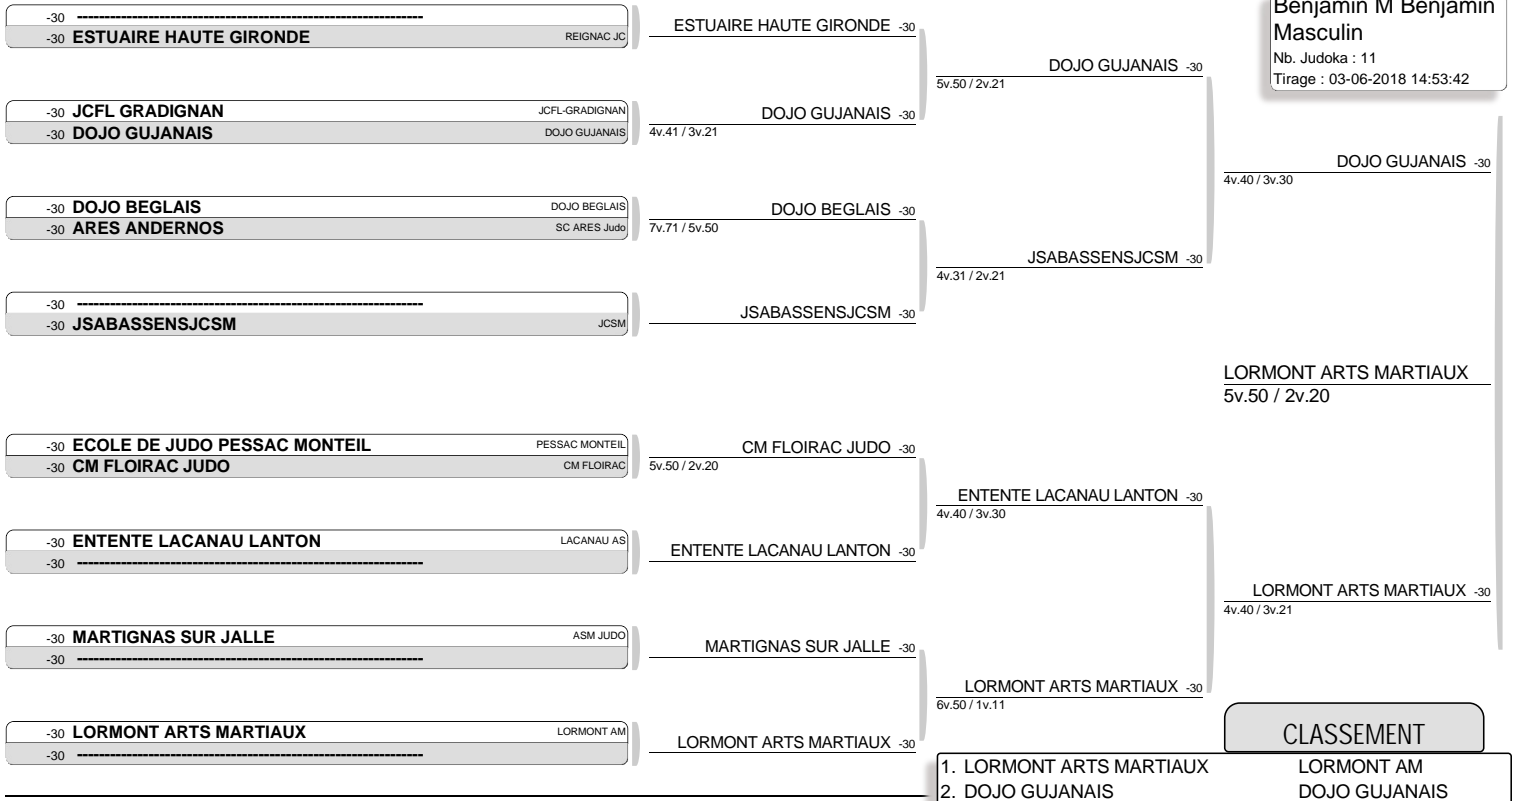 Benjamin M Benjamin
Masculin
Nb. Judoka : 11
Tirage : 03-06-2018 14:53:42
-30 ---------------------------------------------------------------
-30 ESTUAIRE HAUTE GIRONDE REIGNAC JC
-30 JCFL GRADIGNAN JCFL-GRADIGNAN
-30 DOJO GUJANAIS DOJO GUJANAIS
-30 DOJO BEGLAIS DOJO BEGLAIS
-30 ARES ANDERNOS SC ARES Judo
-30 ---------------------------------------------------------------
-30 JSABASSENSJCSM JCSM
-30 ECOLE DE JUDO PESSAC MONTEIL PESSAC MONTEIL
-30 CM FLOIRAC JUDO CM FLOIRAC
-30 ENTENTE LACANAU LANTON LACANAU AS
-30 ---------------------------------------------------------------
-30 MARTIGNAS SUR JALLE ASM JUDO
-30 ---------------------------------------------------------------
-30 LORMONT ARTS MARTIAUX LORMONT AM
-30 ---------------------------------------------------------------
ESTUAIRE HAUTE GIRONDE -30
DOJO GUJANAIS -30
4v.41 / 3v.21
DOJO BEGLAIS -30
7v.71 / 5v.50
JSABASSENSJCSM -30
CM FLOIRAC JUDO -30
5v.50 / 2v.20
ENTENTE LACANAU LANTON -30
MARTIGNAS SUR JALLE -30
LORMONT ARTS MARTIAUX -30
DOJO GUJANAIS -30
5v.50 / 2v.21
JSABASSENSJCSM -30
4v.31 / 2v.21
ENTENTE LACANAU LANTON -30
4v.40 / 3v.30
LORMONT ARTS MARTIAUX -30
6v.50 / 1v.11
DOJO GUJANAIS -30
4v.40 / 3v.30
LORMONT ARTS MARTIAUX -30
4v.40 / 3v.21
LORMONT ARTS MARTIAUX
5v.50 / 2v.20
CLASSEMENT
1. LORMONT ARTS MARTIAUX LORMONT AM
2. DOJO GUJANAIS DOJO GUJANAIS